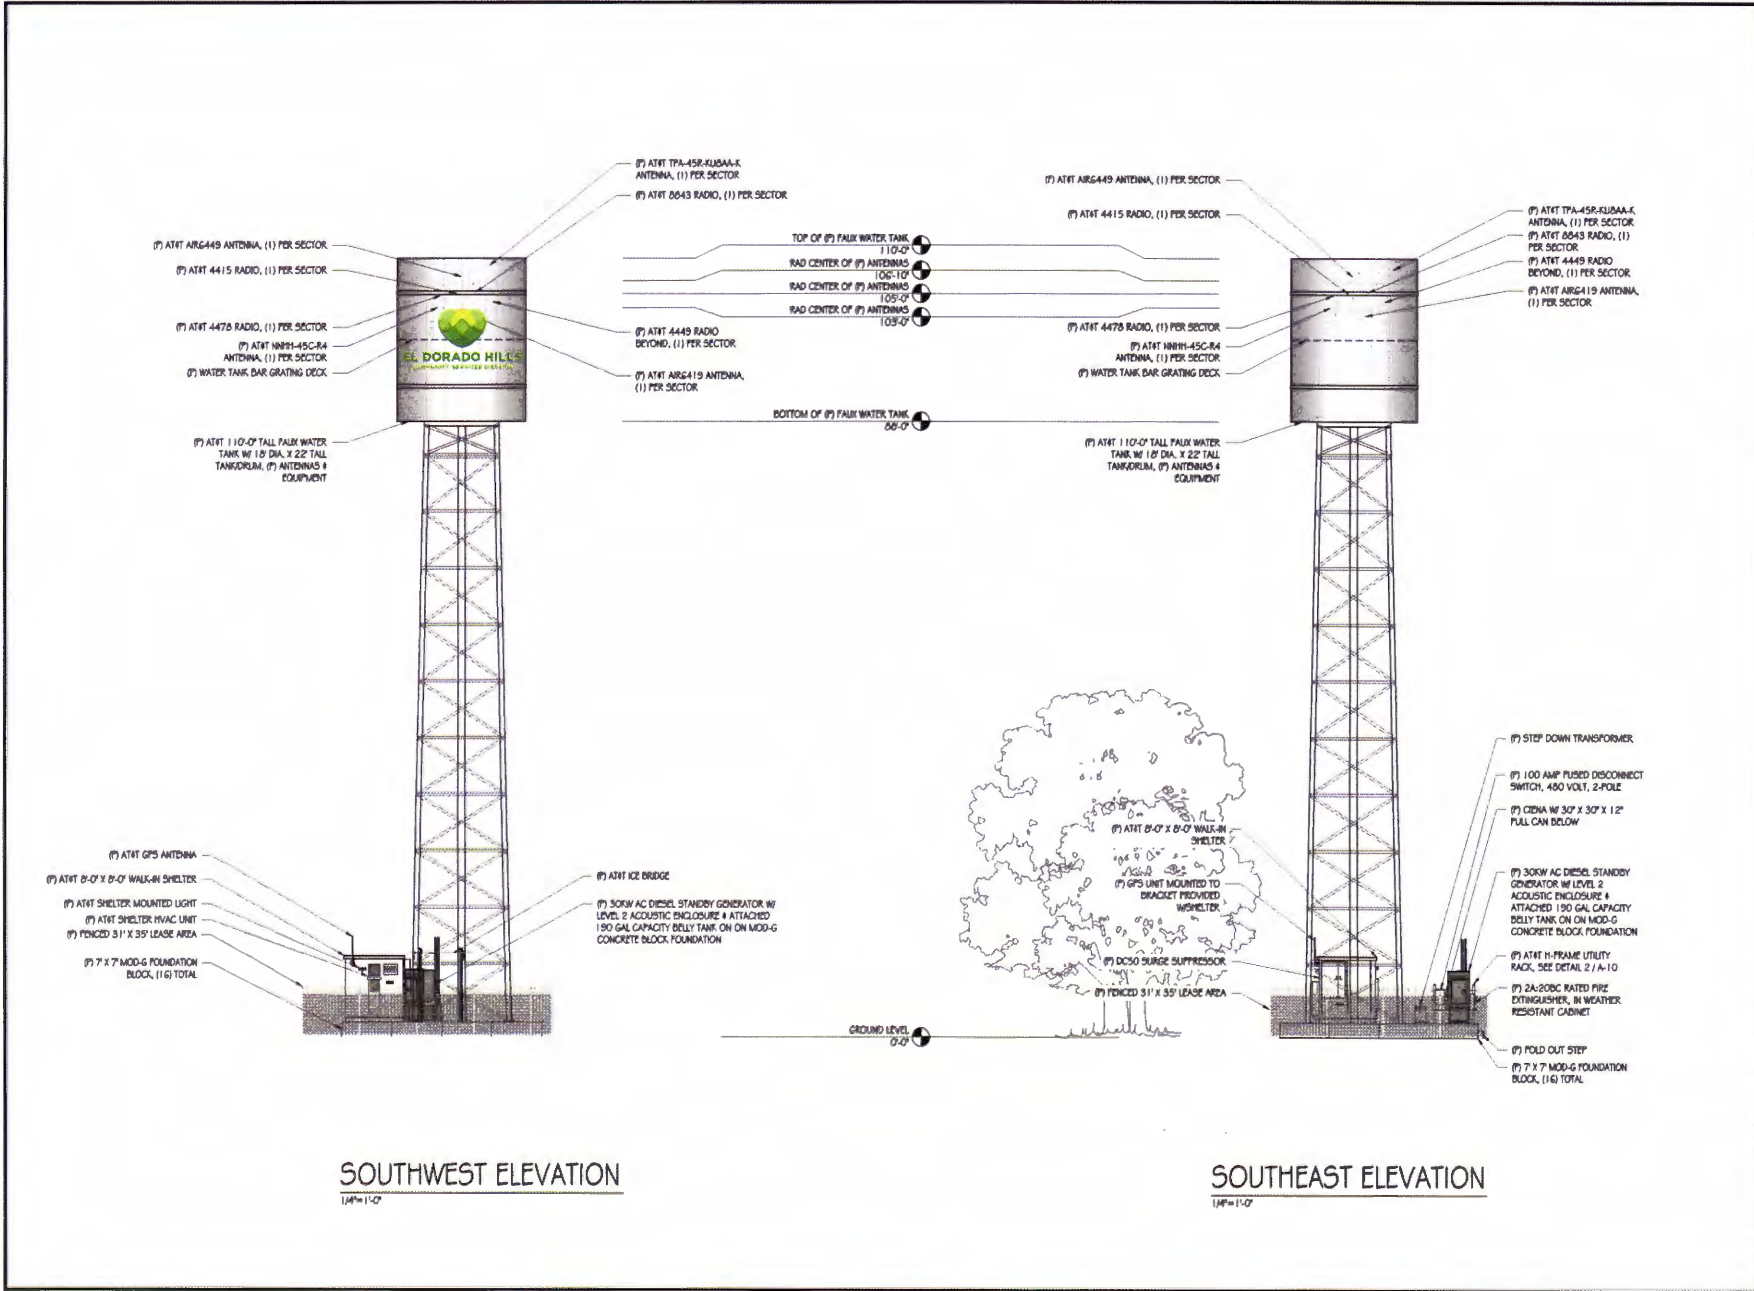 (P) AT&T TPA-45R-KU8AA-K
ANTENNA, (1) PER SECTOR
(P) AT&T 8843 RADIO, (1) PER SECTOR
(P) AT&T AIR6449 ANTENNA, (1) PER SECTOR
(P) AT&T 4415 RADIO, (1) PER SECTOR
(P) AT&T 4478 RADIO, (1) PER SECTOR
(P) AT&T NNHH-45C-R4
ANTENNA, (1) PER SECTOR
(P) WATER TANK BAR GRATING DECK
EL DORADO HILLS
COMMUNITY SERVICES DISTRICT
(P) AT&T 4449 RADIO
BEYOND, (1) PER SECTOR
(P) AT&T AIR6419 ANTENNA,
(1) PER SECTOR
(P) AT&T 110'-0" TALL FAUX WATER
TANK W/ 18' DIA. X 22' TALL
TANK/DRUM, (P) ANTENNAS &
EQUIPMENT
TOP OF (P) FAUX WATER TANK
110'-0"
RAD CENTER OF (P) ANTENNAS
106'-10"
RAD CENTER OF (P) ANTENNAS
105'-0"
RAD CENTER OF (P) ANTENNAS
103'-0"
BOTTOM OF (P) FAUX WATER TANK
88'-0"
(P) AT&T AIR6449 ANTENNA, (1) PER SECTOR
(P) AT&T 4415 RADIO, (1) PER SECTOR
(P) AT&T 4478 RADIO, (1) PER SECTOR
(P) AT&T NNHH-45C-R4
ANTENNA, (1) PER SECTOR
(P) WATER TANK BAR GRATING DECK
(P) AT&T 110'-0" TALL FAUX WATER
TANK W/ 18' DIA. X 22' TALL
TANK/DRUM, (P) ANTENNAS &
EQUIPMENT
(P) AT&T TPA-45R-KU8AA-K
ANTENNA, (1) PER SECTOR
(P) AT&T 8843 RADIO, (1)
PER SECTOR
(P) AT&T 4449 RADIO
BEYOND, (1) PER SECTOR
(P) AT&T AIR6419 ANTENNA,
(1) PER SECTOR
(P) AT&T GPS ANTENNA
(P) AT&T 8'-0" X 8'-0" WALK-IN SHELTER
(P) AT&T SHELTER MOUNTED LIGHT
(P) AT&T SHELTER HVAC UNIT
(P) FENCED 31' X 35' LEASE AREA
(P) 7' X 7' MOD-G FOUNDATION
BLOCK, (16) TOTAL
(P) AT&T ICE BRIDGE
(P) 30KW AC DIESEL STANDBY GENERATOR W/
LEVEL 2 ACOUSTIC ENCLOSURE & ATTACHED
190 GAL CAPACITY BELLY TANK ON ON MOD-G
CONCRETE BLOCK FOUNDATION
GROUND LEVEL
0'-0"
(P) AT&T 8'-0" X 8'-0" WALK-IN
SHELTER
(P) GPS UNIT MOUNTED TO
BRACKET PROVIDED
W/SHELTER
(P) DC50 SURGE SUPPRESSOR
(P) FENCED 31' X 35' LEASE AREA
(P) STEP DOWN TRANSFORMER
(P) 100 AMP FUSED DISCONNECT
SWITCH, 480 VOLT, 2-POLE
(P) CIENA W/ 30" X 30" X 12"
PULL CAN BELOW
(P) 30KW AC DIESEL STANDBY
GENERATOR W/ LEVEL 2
ACOUSTIC ENCLOSURE &
ATTACHED 190 GAL CAPACITY
BELLY TANK ON ON MOD-G
CONCRETE BLOCK FOUNDATION
(P) AT&T H-FRAME UTILITY
RACK, SEE DETAIL 2 / A-10
(P) 2A:20BC RATED FIRE
EXTINGUISHER, IN WEATHER
RESISTANT CABINET
(P) FOLD OUT STEP
(P) 7' X 7' MOD-G FOUNDATION
BLOCK, (16) TOTAL
SOUTHWEST ELEVATION
1/4"=1'-0"
SOUTHEAST ELEVATION
1/4"=1'-0"